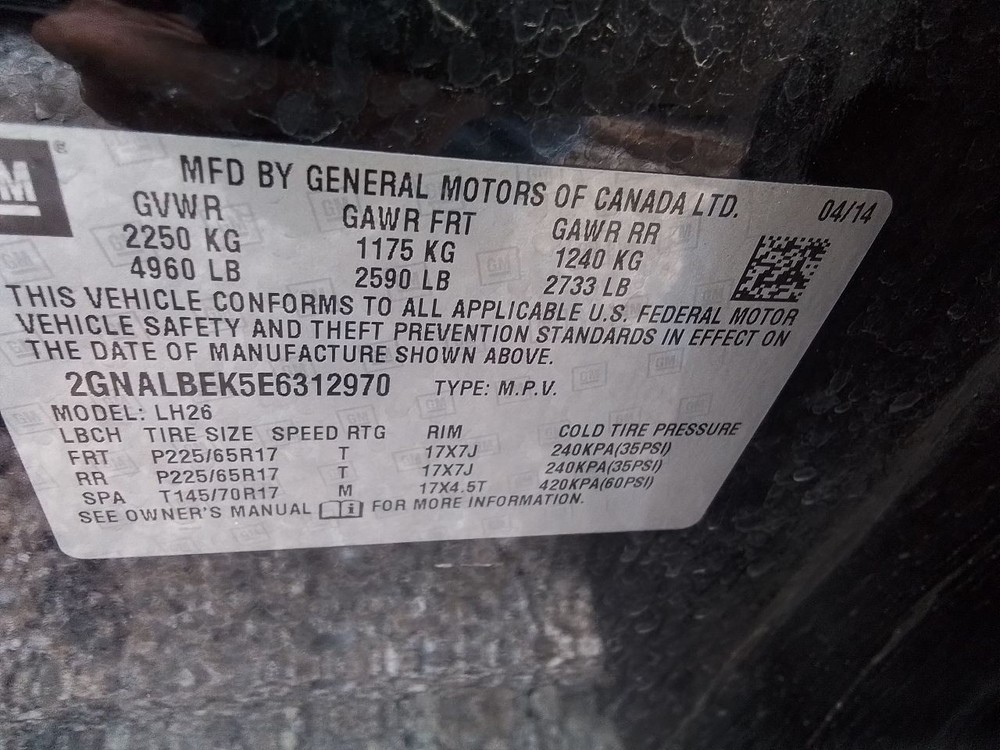 GM
MFD BY GENERAL MOTORS OF CANADA LTD. 04/14
GVWR GAWR FRT GAWR RR
2250 KG 1175 KG 1240 KG
4960 LB 2590 LB 2733 LB
THIS VEHICLE CONFORMS TO ALL APPLICABLE U.S. FEDERAL MOTOR
VEHICLE SAFETY AND THEFT PREVENTION STANDARDS IN EFFECT ON
THE DATE OF MANUFACTURE SHOWN ABOVE.
2GNALBEK5E6312970 TYPE: M.P.V.
MODEL: LH26
LBCH TIRE SIZE SPEED RTG RIM COLD TIRE PRESSURE
FRT P225/65R17 T 17X7J 240KPA(35PSI)
RR P225/65R17 T 17X7J 240KPA(35PSI)
SPA T145/70R17 M 17X4.5T 420KPA(60PSI)
SEE OWNER'S MANUAL i FOR MORE INFORMATION.